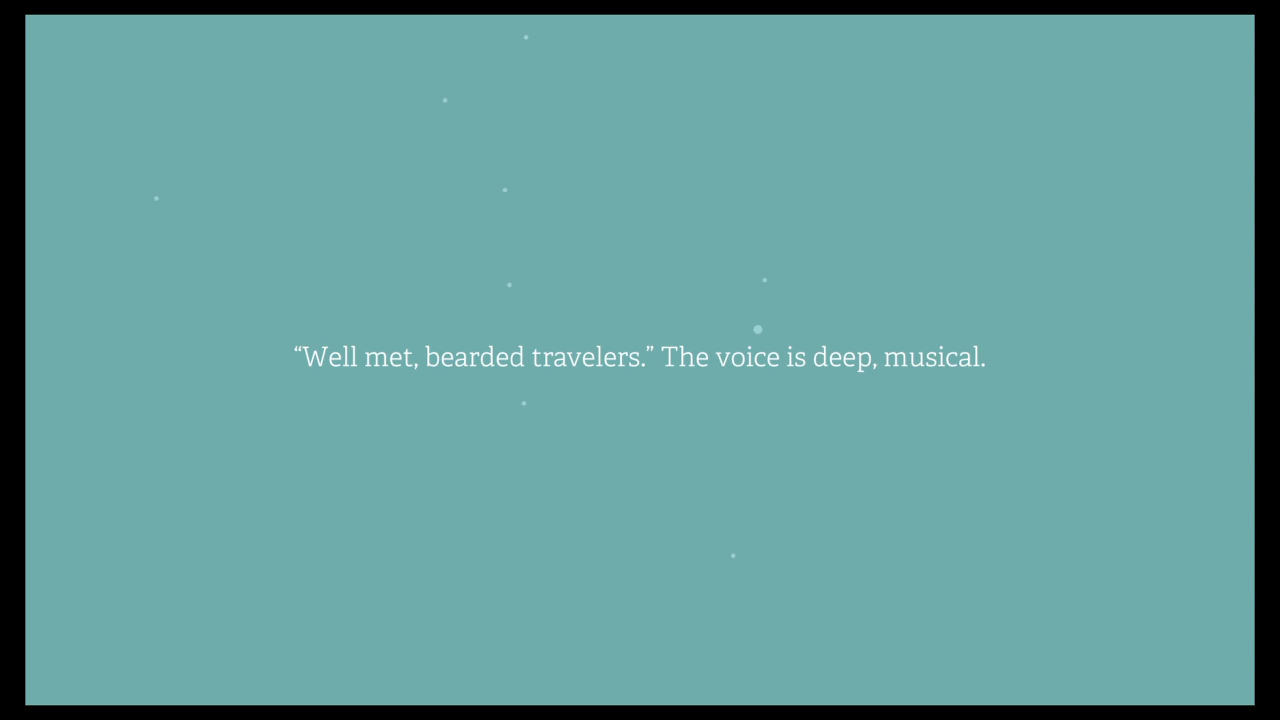 “Well met, bearded travelers.” The voice is deep, musical.